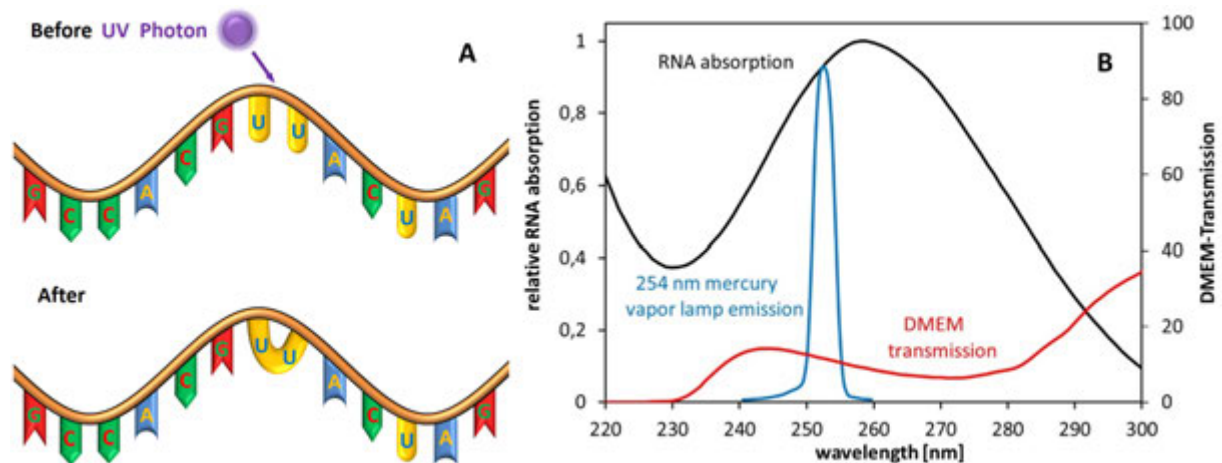 Before UV Photon
A
G C C A C G U U A C U A G
After
G C C A C G U U A C U A G
B
RNA absorption
254 nm mercury
vapor lamp emission
DMEM
transmission
relative RNA absorption
1
0,8
0,6
0,4
0,2
0
DMEM-Transmission
100
80
60
40
20
0
220 230 240 250 260 270 280 290 300
wavelength [nm]